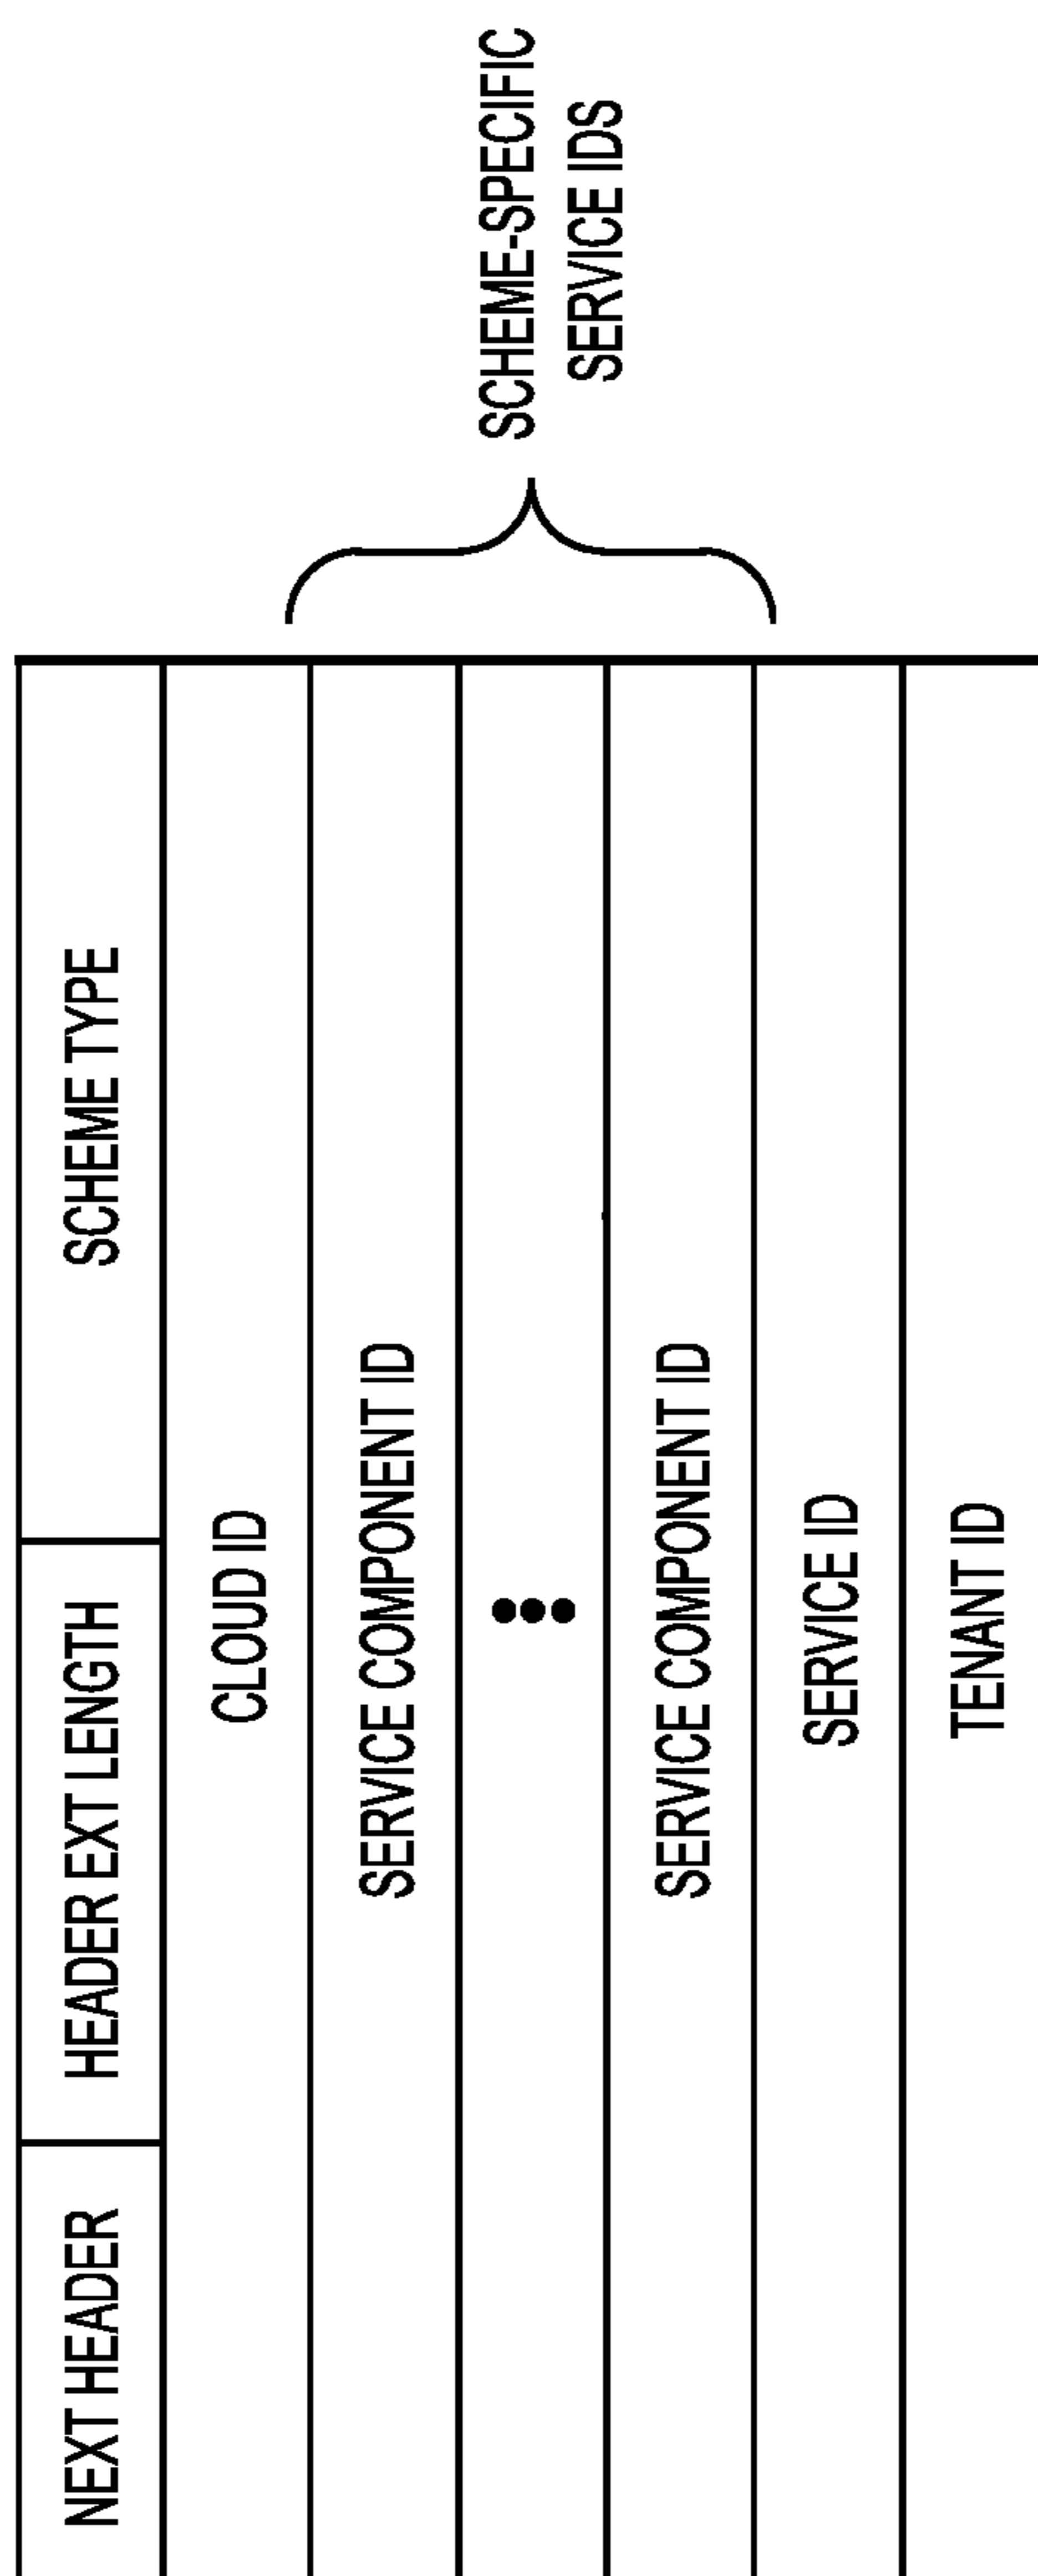 NEXT HEADER
HEADER EXT LENGTH
SCHEME TYPE
CLOUD ID
SERVICE COMPONENT ID
SERVICE COMPONENT ID
SERVICE ID
TENANT ID
SCHEME-SPECIFIC
SERVICE IDS